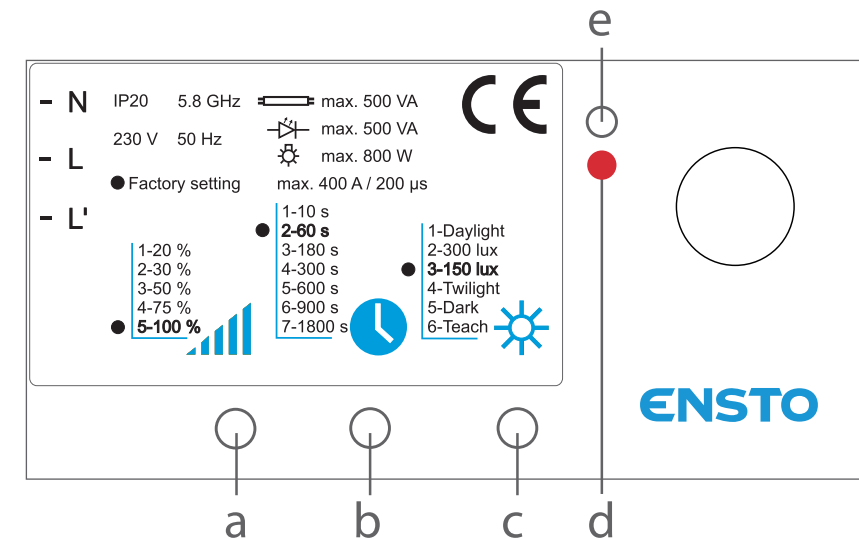 e
- N IP20 5.8 GHz max. 500 VA CE
230 V 50 Hz max. 500 VA
- L max. 800 W
● Factory setting max. 400 A / 200 µs
- L'
1-20 %
2-30 %
3-50 %
4-75 %
● 5-100 %
1-10 s
● 2-60 s
3-180 s
4-300 s
5-600 s
6-900 s
7-1800 s
1-Daylight
2-300 lux
● 3-150 lux
4-Twilight
5-Dark
6-Teach
ENSTO
a b c d